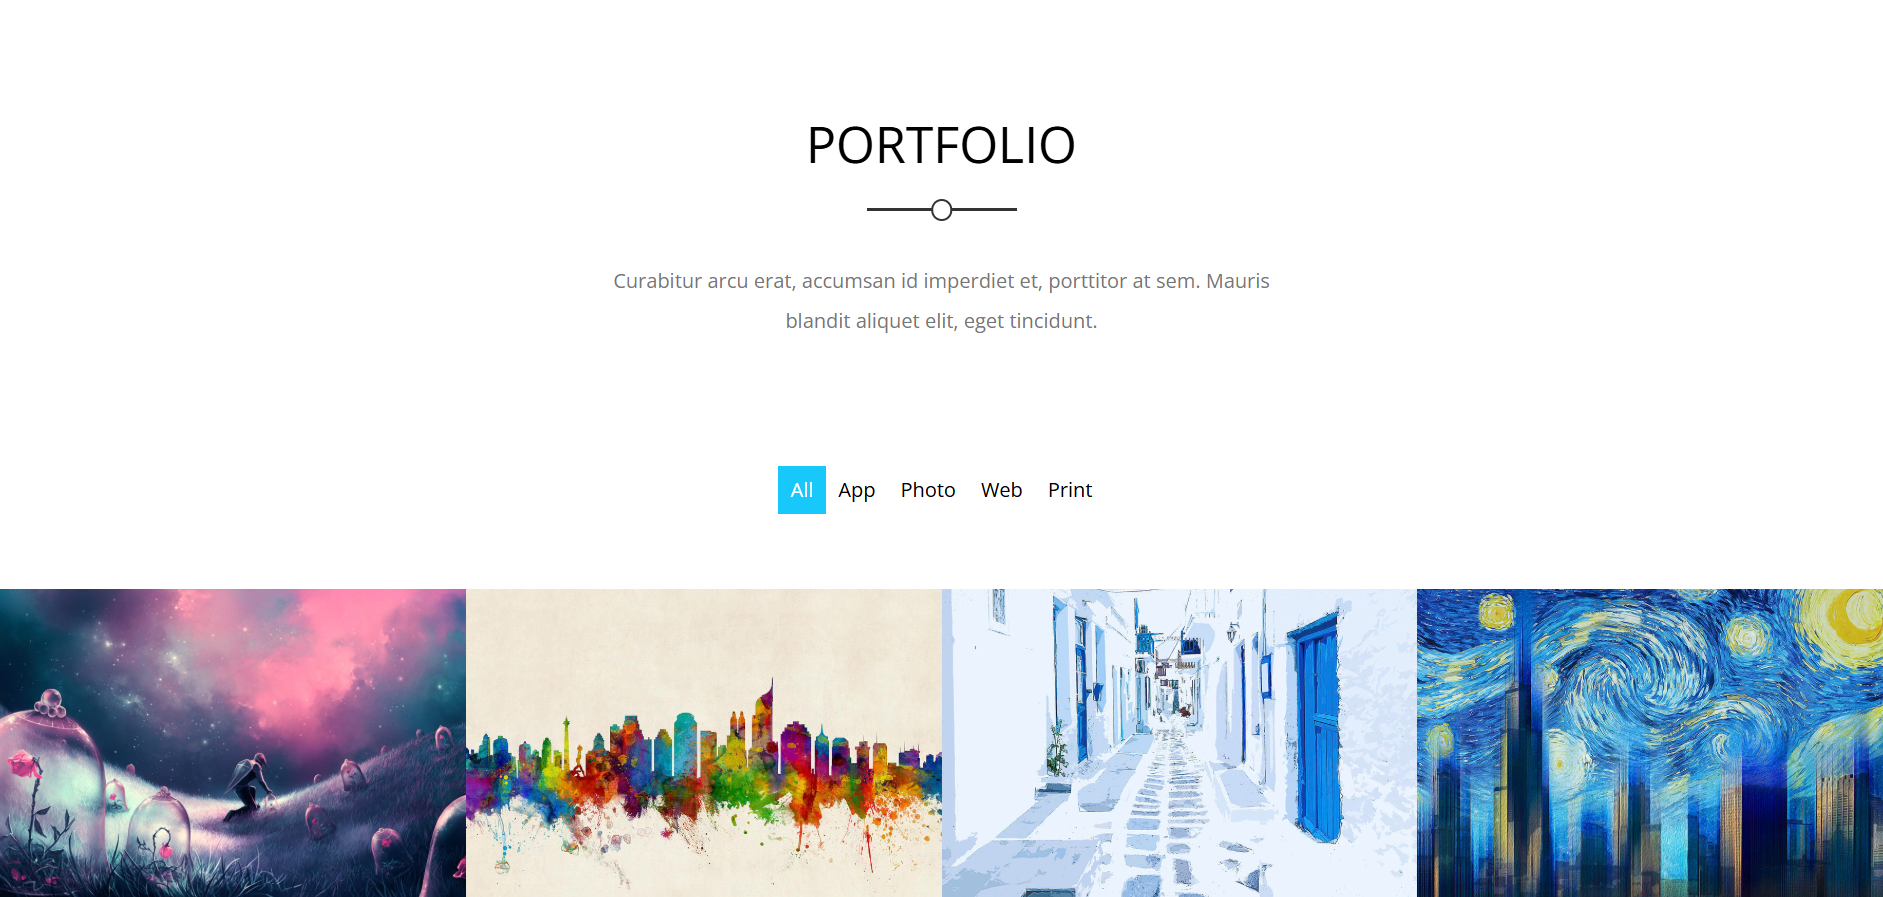 PORTFOLIO
Curabitur arcu erat, accumsan id imperdiet et, porttitor at sem. Mauris
blandit aliquet elit, eget tincidunt.
All App Photo Web Print